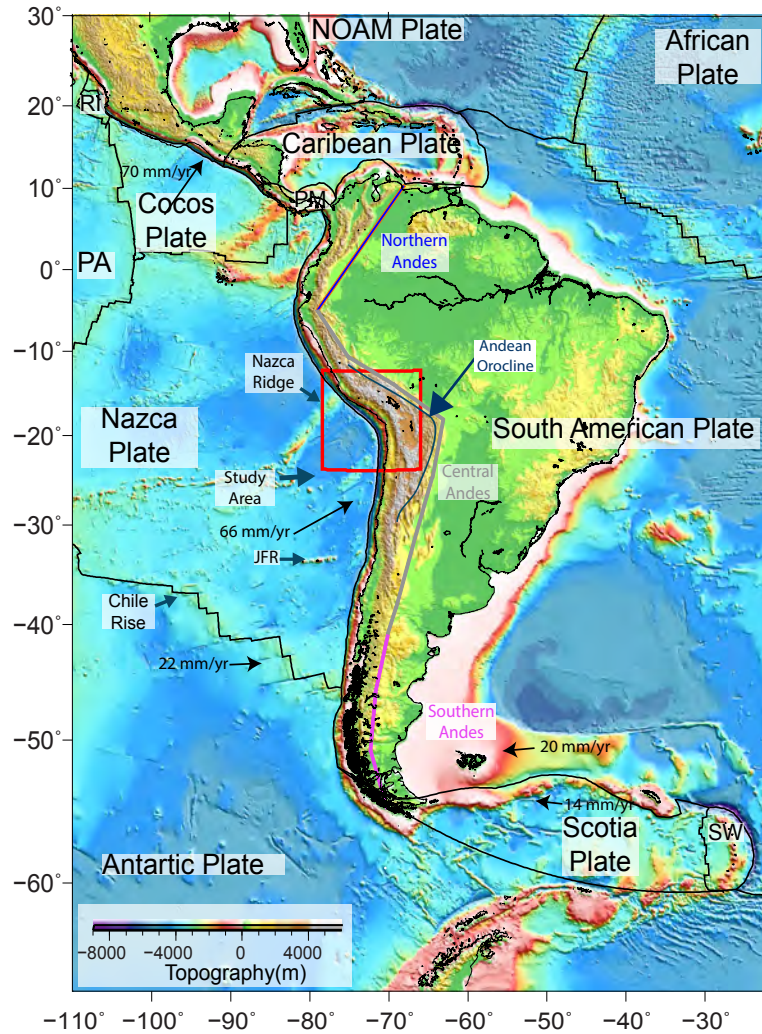 30°
NOAM Plate
African
Plate
20°
RI
Caribean Plate
70 mm/yr
10°
PM
Cocos
Plate
Northern
Andes
PA
0°
Andean
Orocline
−10°
Nazca
Ridge
Nazca
Plate
South American Plate
−20°
Study
Area
Central
Andes
66 mm/yr
−30°
JFR
Chile
Rise
−40°
22 mm/yr
Southern
Andes
−50°
20 mm/yr
14 mm/yr
Scotia
Plate
SW
Antartic Plate
−60°
−8000 −4000 0 4000
Topography(m)
−110° −100° −90° −80° −70° −60° −50° −40° −30°